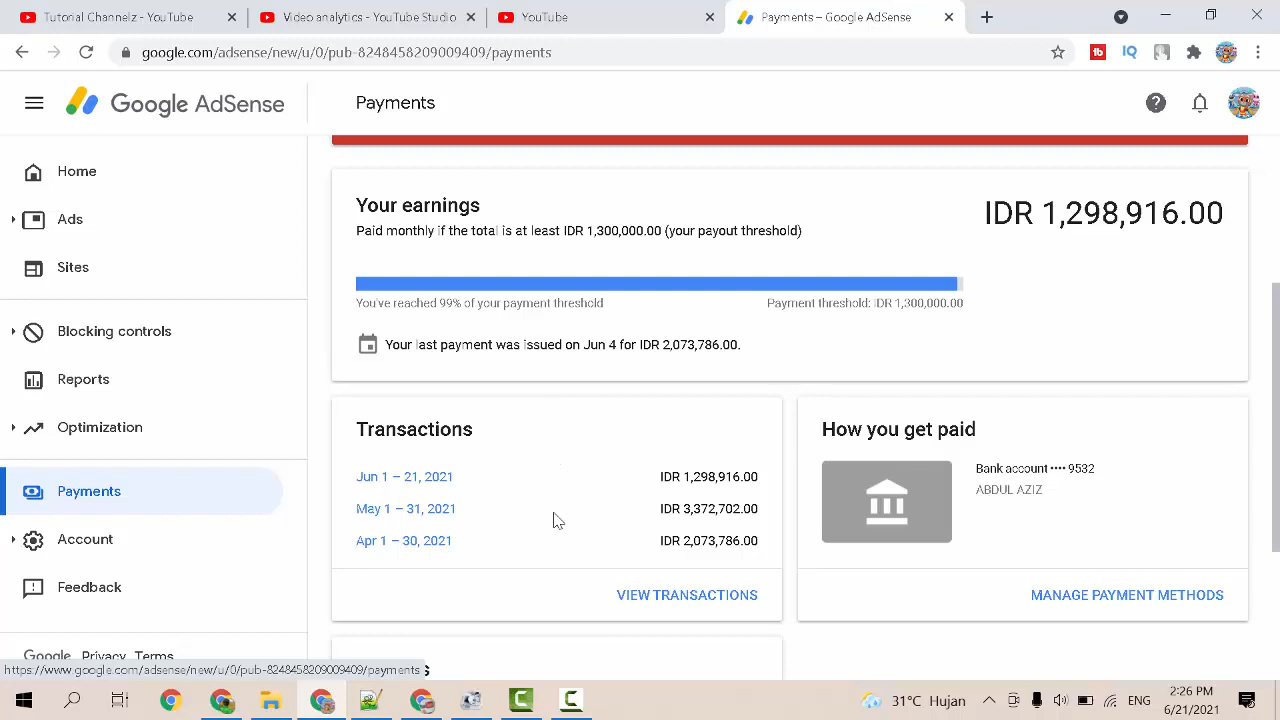 Tutorial Channelz - YouTube
Video analytics - YouTube Studio
YouTube
Payments – Google AdSense
google.com/adsense/new/u/0/pub-8248458209009409/payments
tb
IQ
Google AdSense
Payments
Home
Ads
Sites
Blocking controls
Reports
Optimization
Payments
Account
Feedback
Google Privacy Terms
Your earnings
IDR 1,298,916.00
Paid monthly if the total is at least IDR 1,300,000.00 (your payout threshold)
You've reached 99% of your payment threshold
Payment threshold: IDR 1,300,000.00
Your last payment was issued on Jun 4 for IDR 2,073,786.00.
Transactions
Jun 1 – 21, 2021 IDR 1,298,916.00
May 1 – 31, 2021 IDR 3,372,702.00
Apr 1 – 30, 2021 IDR 2,073,786.00
VIEW TRANSACTIONS
How you get paid
Bank account •••• 9532
ABDUL AZIZ
MANAGE PAYMENT METHODS
https://www.google.com/adsense/new/u/0/pub-8248458209009409/payments
31°C Hujan
ENG
2:26 PM
6/21/2021